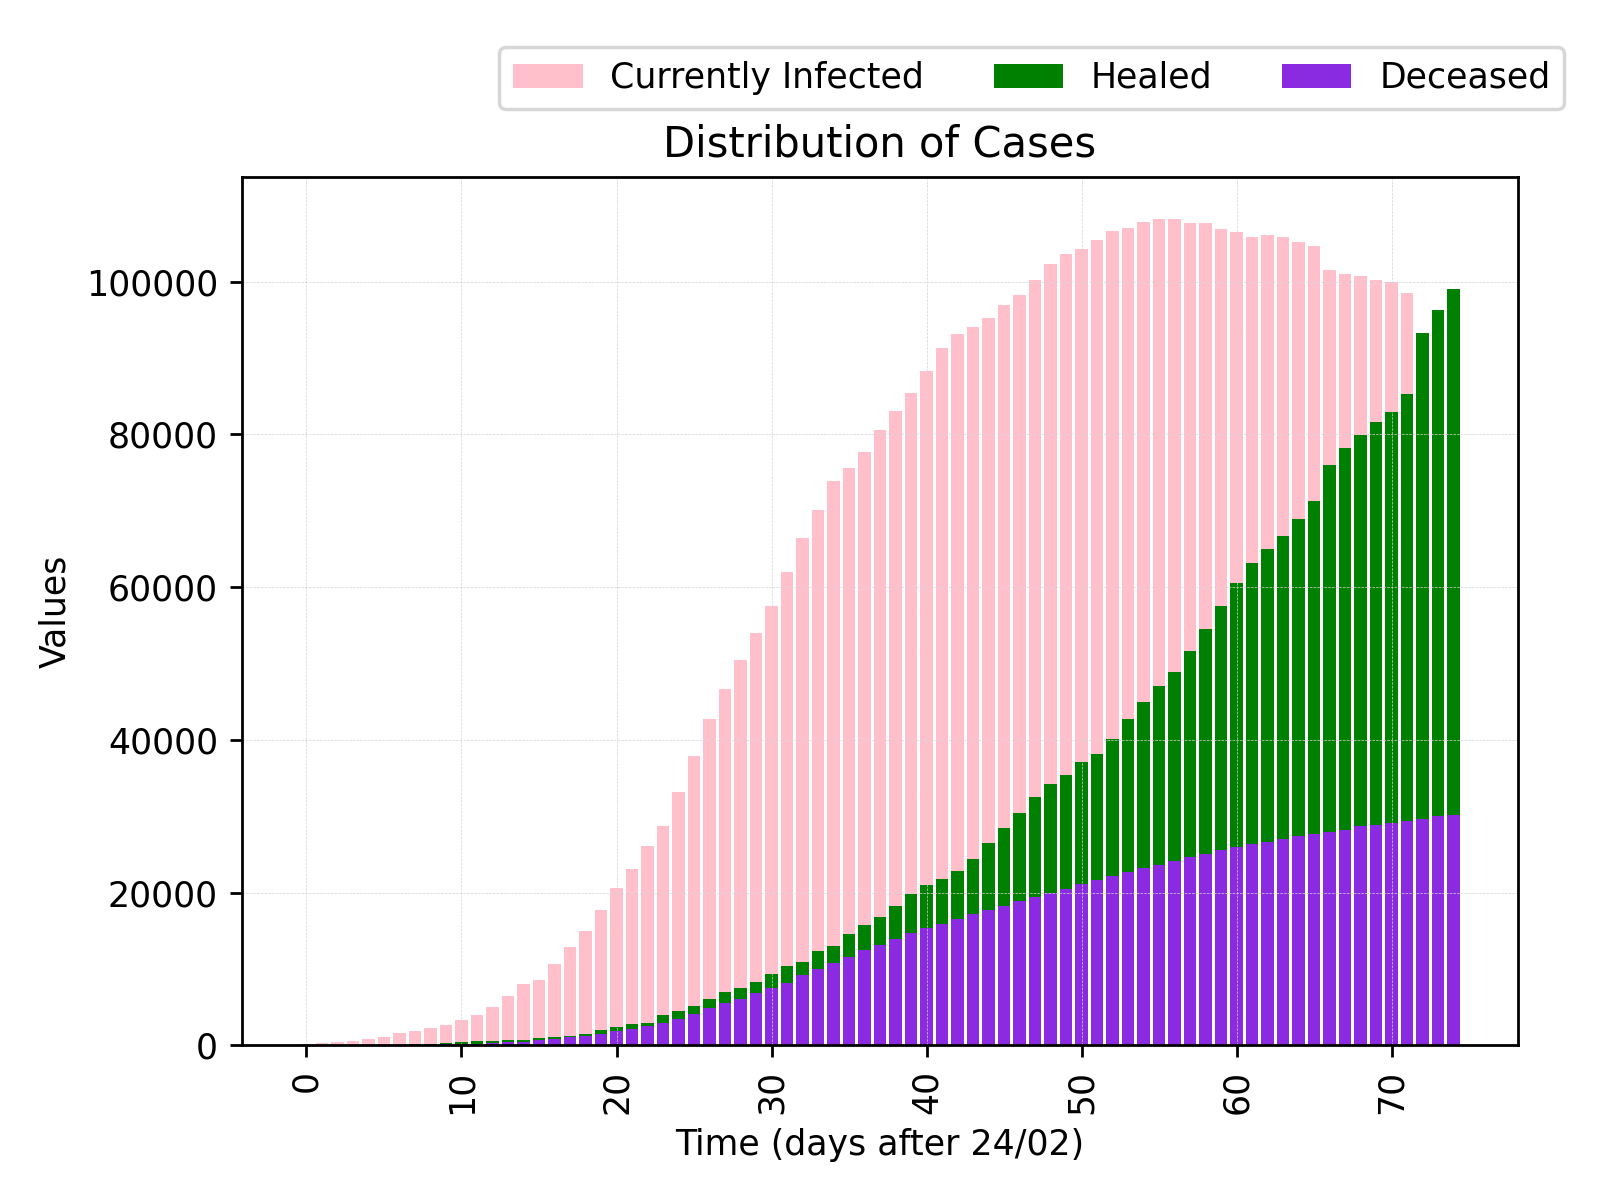 Currently Infected Healed Deceased
Distribution of Cases
Values
100000
80000
60000
40000
20000
0
0 10 20 30 40 50 60 70
Time (days after 24/02)